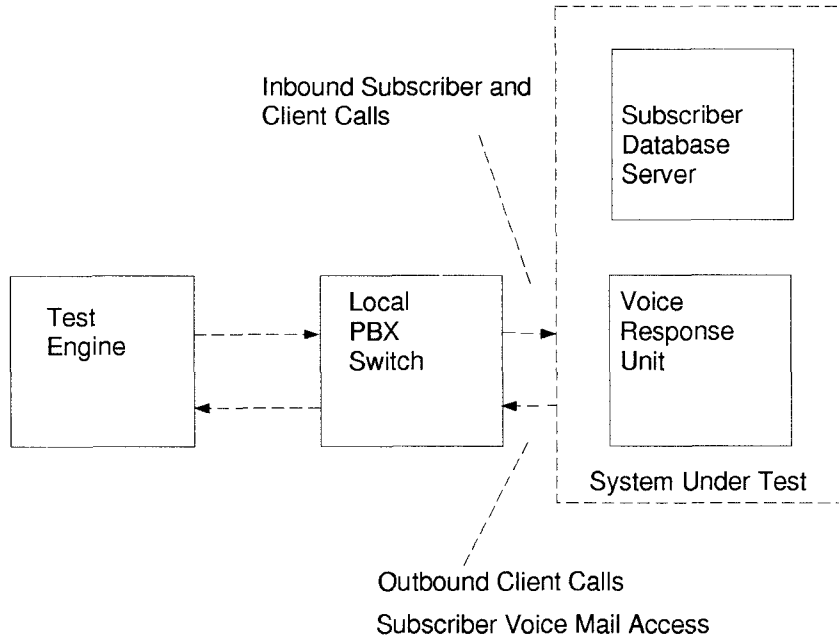 Inbound Subscriber and
Client Calls
Subscriber
Database
Server
Test
Engine
Local
PBX
Switch
Voice
Response
Unit
System Under Test
Outbound Client Calls
Subscriber Voice Mail Access